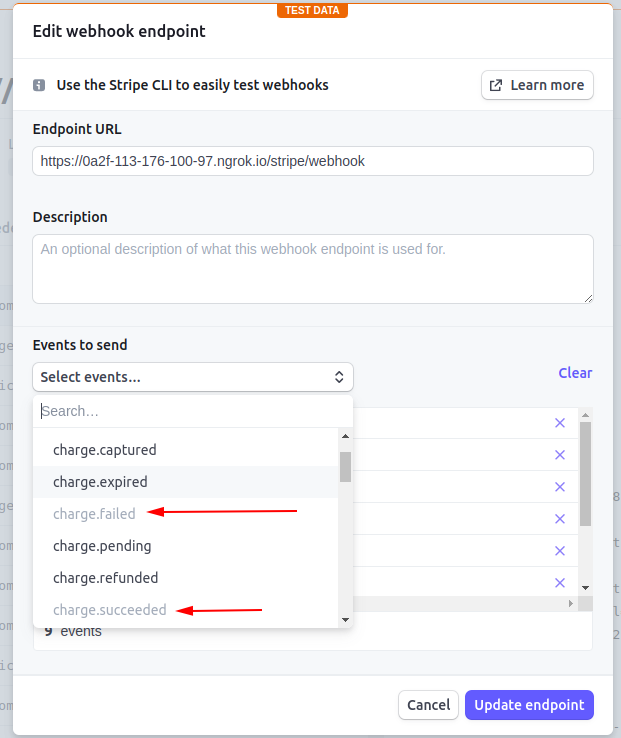 TEST DATA
Edit webhook endpoint
Use the Stripe CLI to easily test webhooks
Learn more
Endpoint URL
https://0a2f-113-176-100-97.ngrok.io/stripe/webhook
Description
An optional description of what this webhook endpoint is used for.
Events to send
Select events...
Clear
Search...
charge.captured
charge.expired
charge.failed
charge.pending
charge.refunded
charge.succeeded
9 events
Cancel
Update endpoint